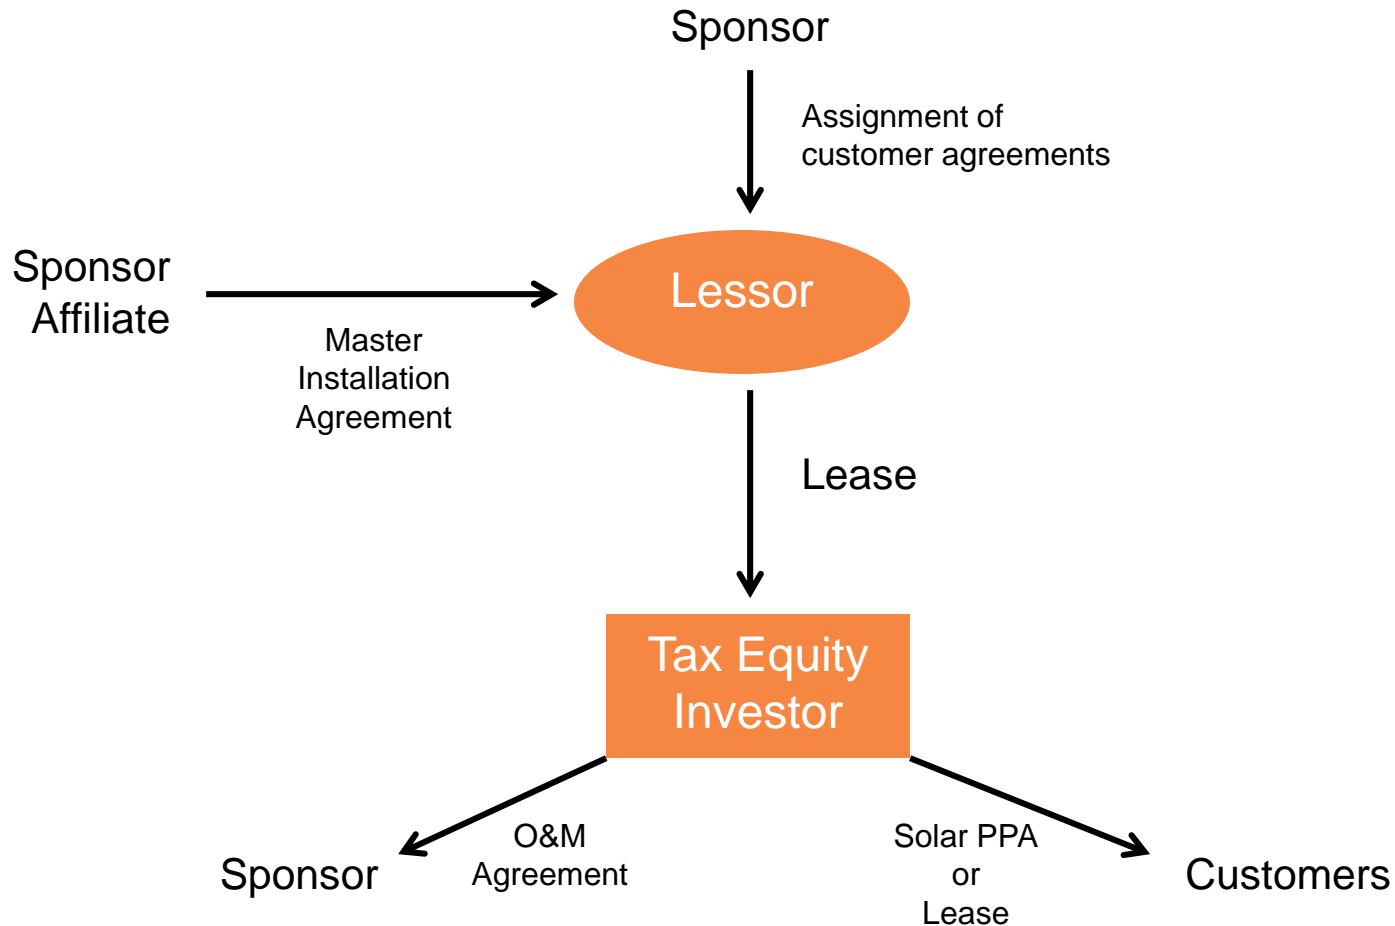 Sponsor
Assignment of
customer agreements
Sponsor
Affiliate
Lessor
Master
Installation
Agreement
Lease
Tax Equity
Investor
O&M
Agreement
Solar PPA
or
Lease
Sponsor
Customers